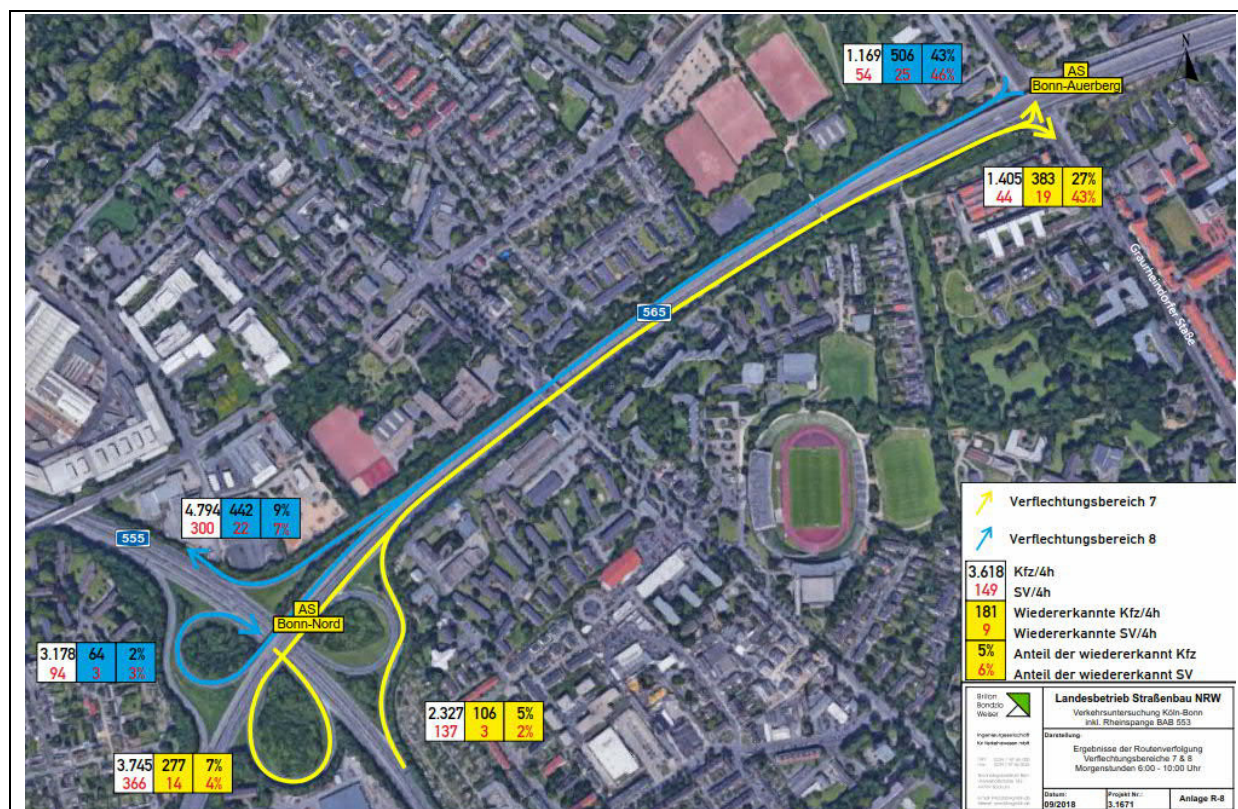 1.169 506 43%
54 25 46%
N
AS
Bonn-Auerberg
1.405 383 27%
44 19 43%
Graurheindorfer Staße
565
4.794 442 9%
300 22 7%
555
AS
Bonn-Nord
3.178 64 2%
94 3 3%
2.327 106 5%
137 3 2%
3.745 277 7%
366 14 4%
Verflechtungsbereich 7
Verflechtungsbereich 8
3.618 Kfz/4h
149 SV/4h
181 Wiedererkannte Kfz/4h
9 Wiedererkannte SV/4h
5% Anteil der wiedererkannt Kfz
6% Anteil der wiedererkannt SV
Brilon
Bondzio
Weiser
Ingenieurgesellschaft
für Verkehrswesen mbH
Landesbetrieb Straßenbau NRW
Verkehrsuntersuchung Köln-Bonn
inkl. Rheinspange BAB 553
Darstellung:
Ergebnisse der Routenverfolgung
Verflechtungsbereiche 7 & 8
Morgenstunden 6:00 - 10:00 Uhr
Datum: Projekt Nr.:
09/2018 3.1671 Anlage R-8